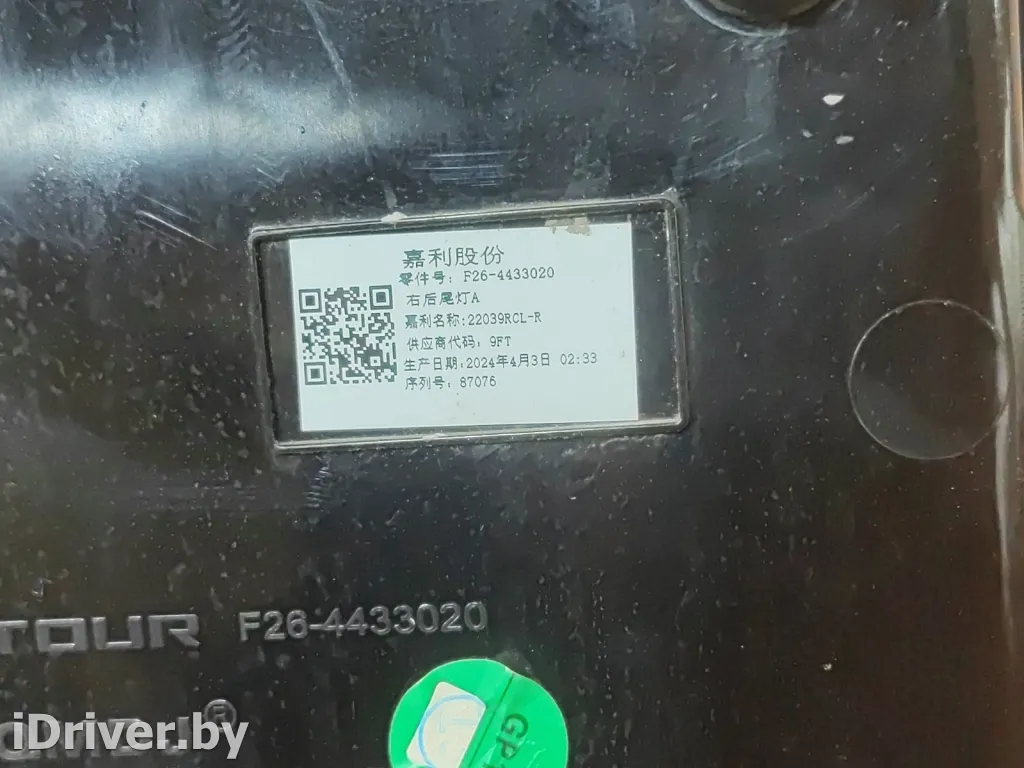 嘉利股份
零件号: F26-4433020
右后尾灯A
嘉利名称:22039RCL-R
供应商代码: 9FT
生产日期:2024年4月3日 02:33
序列号: 87076
TOUR F26-4433020
®
GP
iDriver.by